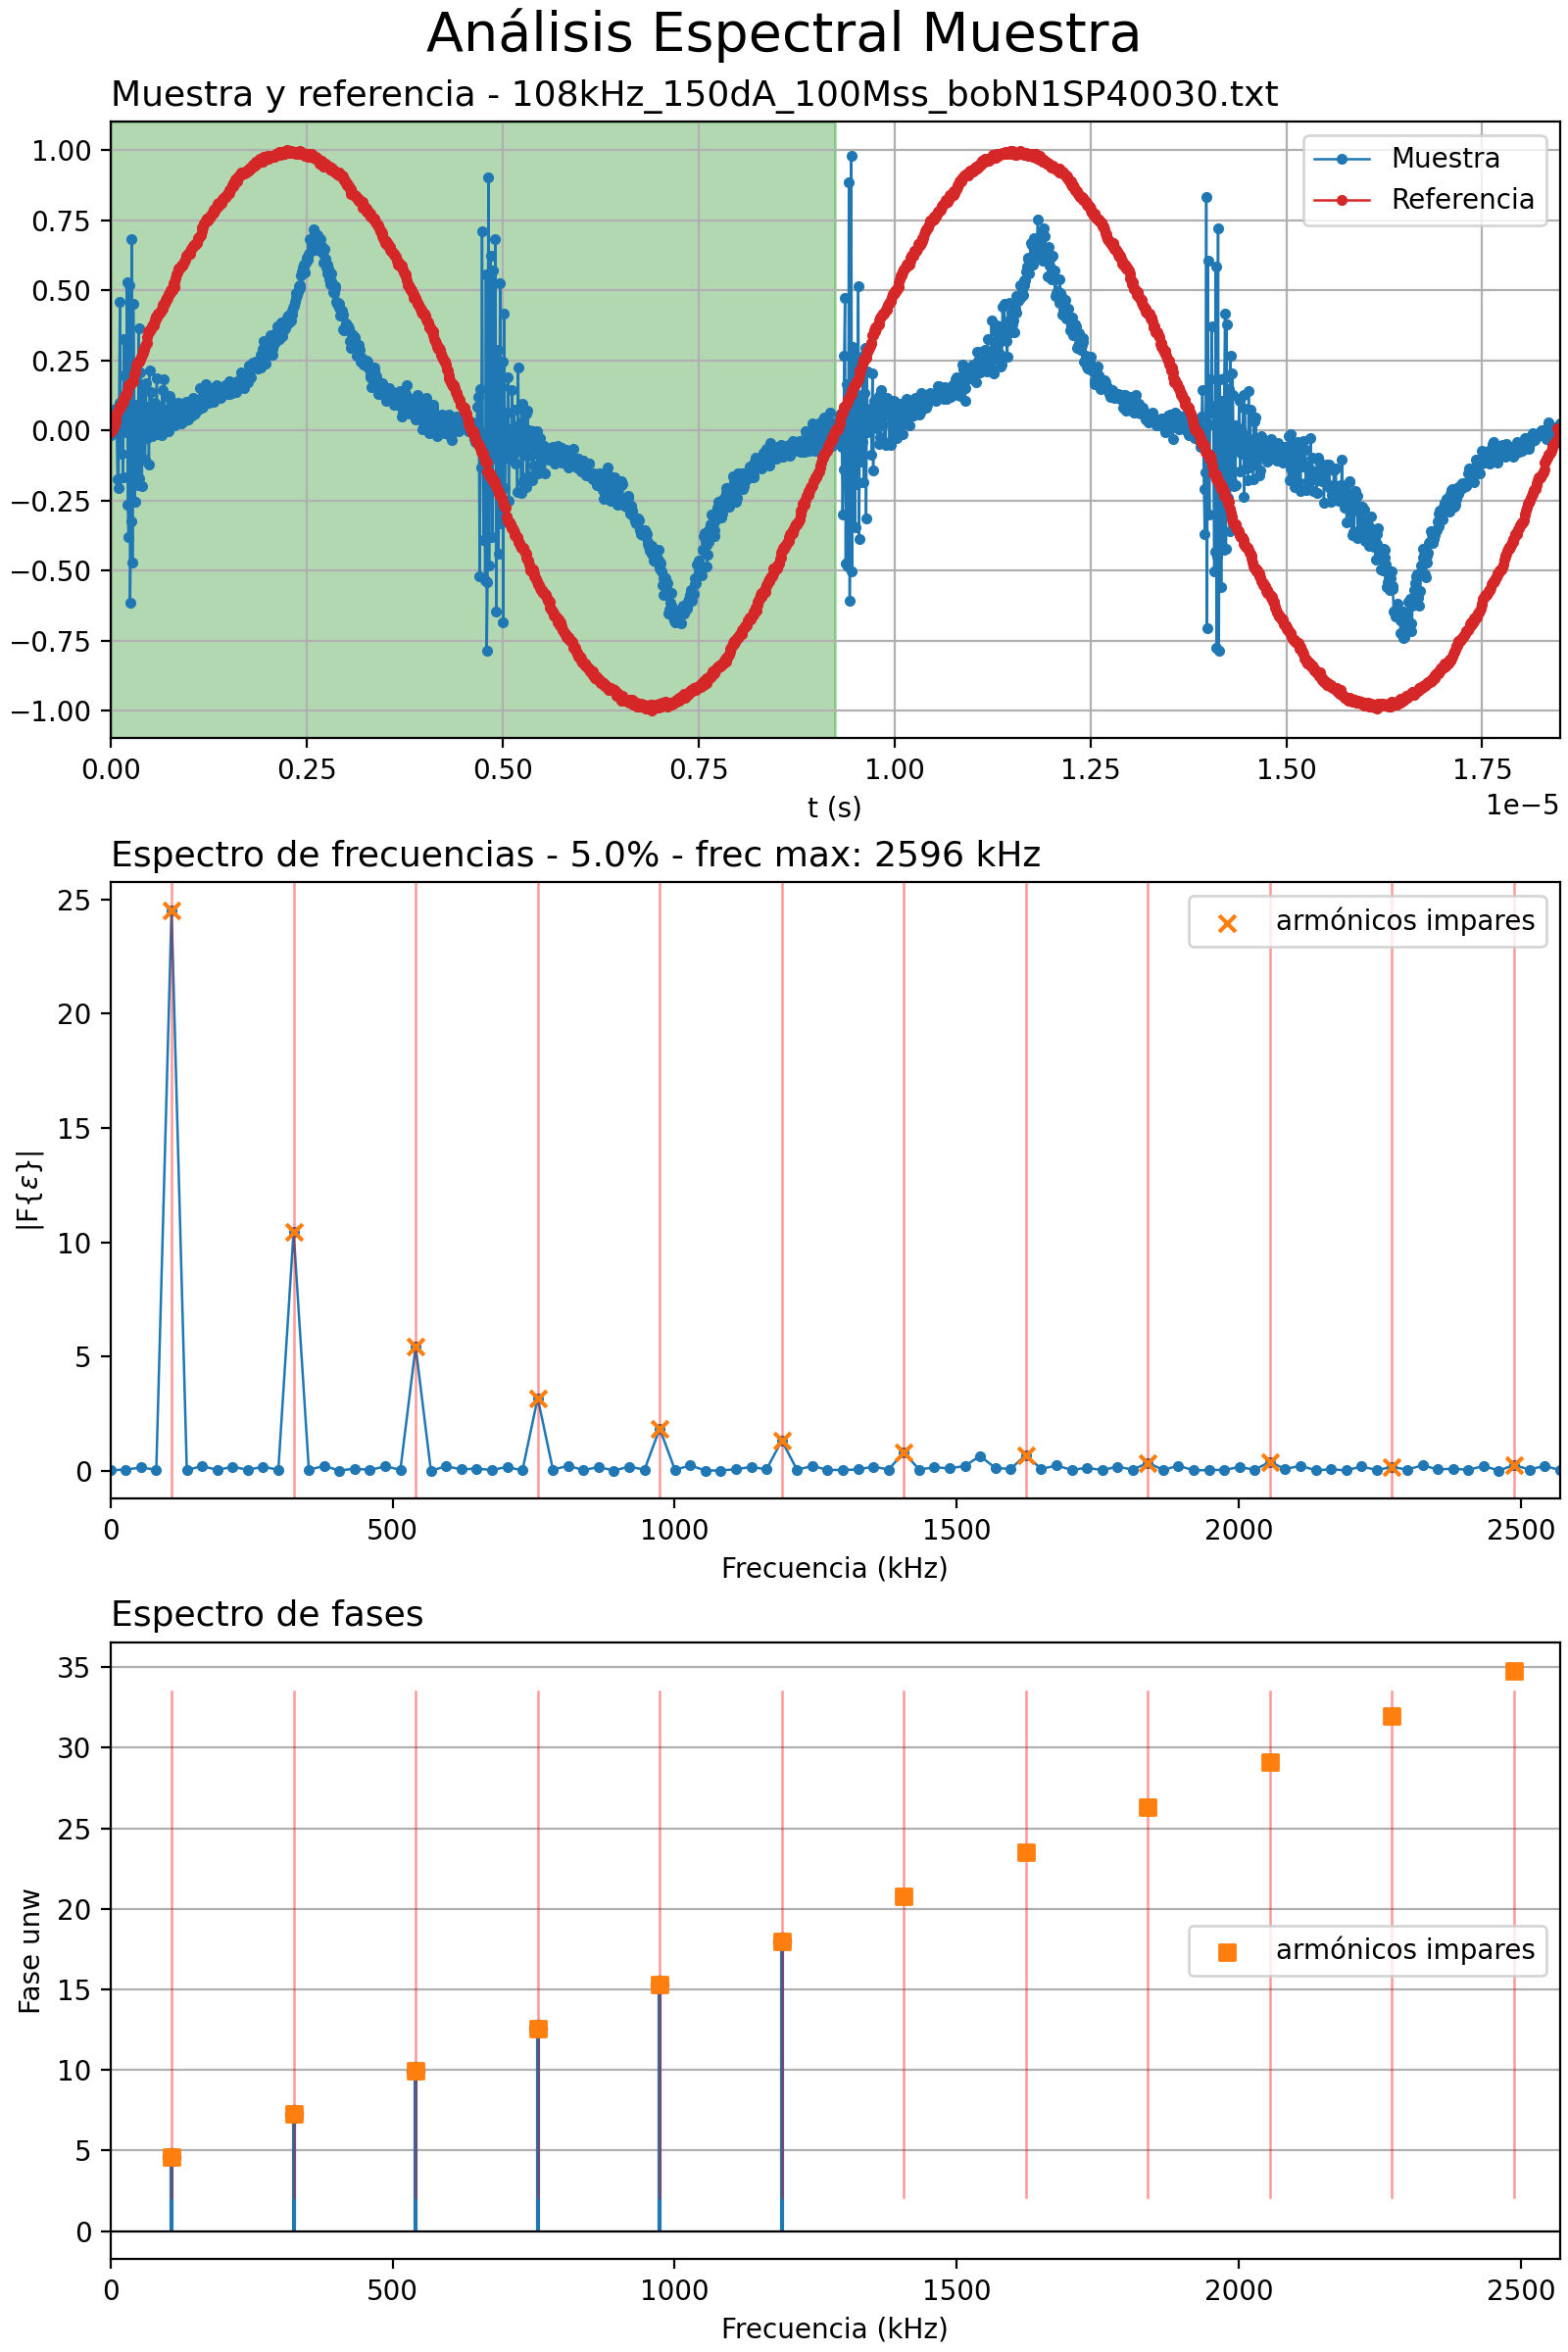 Análisis Espectral Muestra
Muestra y referencia - 108kHz_150dA_100Mss_bobN1SP40030.txt
1.00
0.75
0.50
0.25
0.00
−0.25
−0.50
−0.75
−1.00
Muestra
Referencia
0.00 0.25 0.50 0.75 1.00 1.25 1.50 1.75
t (s)
1e−5
Espectro de frecuencias - 5.0% - frec max: 2596 kHz
25
20
15
10
5
0
|F{ε}|
armónicos impares
0 500 1000 1500 2000 2500
Frecuencia (kHz)
Espectro de fases
35
30
25
20
15
10
5
0
Fase unw
armónicos impares
0 500 1000 1500 2000 2500
Frecuencia (kHz)